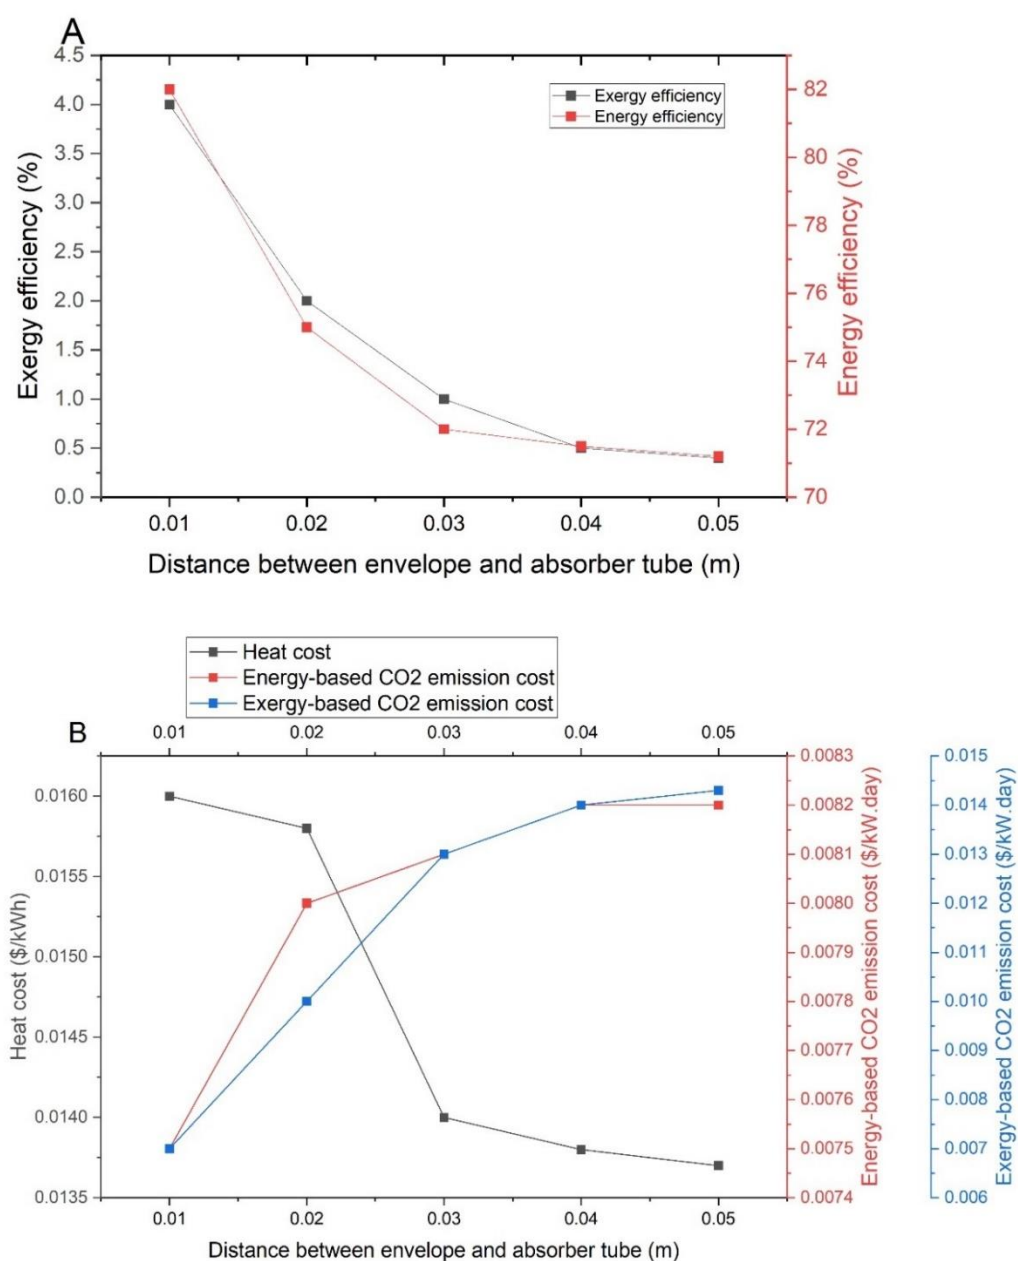 A
4.5
4.0
3.5
3.0
2.5
2.0
1.5
1.0
0.5
0.0
Exergy efficiency (%)
Exergy efficiency
Energy efficiency
82
80
78
76
74
72
70
Energy efficiency (%)
0.01 0.02 0.03 0.04 0.05
Distance between envelope and absorber tube (m)
Heat cost
Energy-based CO2 emission cost
Exergy-based CO2 emission cost
B
0.01 0.02 0.03 0.04 0.05
0.0160
0.0155
0.0150
0.0145
0.0140
0.0135
Heat cost ($/kWh)
0.0083
0.0082
0.0081
0.0080
0.0079
0.0078
0.0077
0.0076
0.0075
0.0074
Energy-based CO2 emission cost ($/kW.day)
0.015
0.014
0.013
0.012
0.011
0.010
0.009
0.008
0.007
0.006
Exergy-based CO2 emission cost ($/kW.day)
0.01 0.02 0.03 0.04 0.05
Distance between envelope and absorber tube (m)